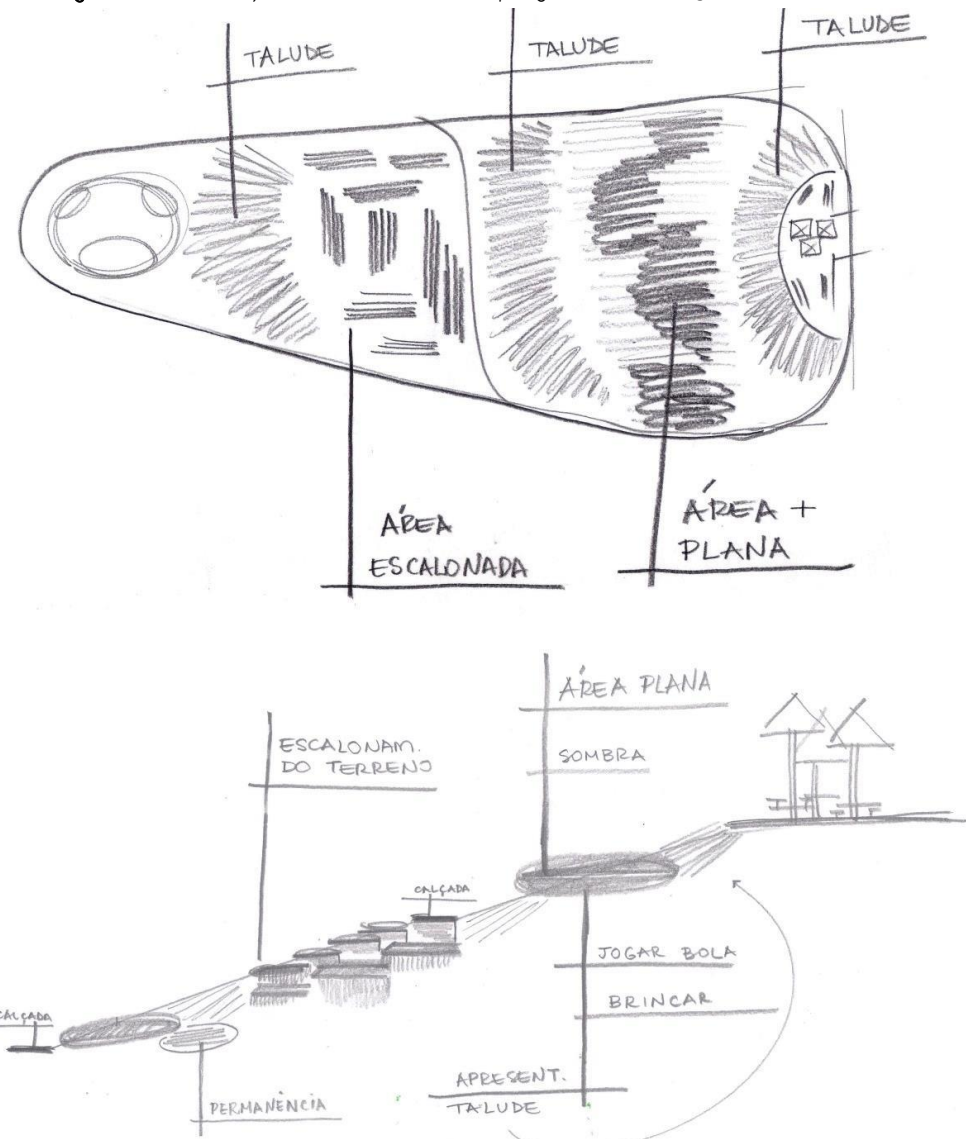 TALUDE
TALUDE
TALUDE
ÁREA
ESCALONADA
ÁREA +
PLANA
ÁREA PLANA
SOMBRA
ESCALONAM.
DO TERRENO
CALÇADA
JOGAR BOLA
BRINCAR
CALÇADA
APRESENT.
TALUDE
PERMANÊNCIA